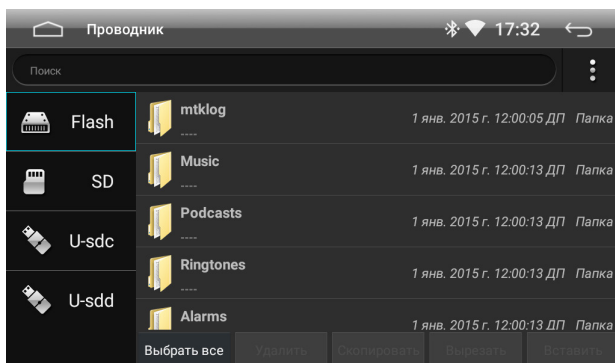 Проводник 17:32
Поиск
Flash
SD
U-sdc
U-sdd
mtklog
---- 1 янв. 2015 г. 12:00:05 ДП Папка
Music
---- 1 янв. 2015 г. 12:00:13 ДП Папка
Podcasts
---- 1 янв. 2015 г. 12:00:13 ДП Папка
Ringtones
---- 1 янв. 2015 г. 12:00:13 ДП Папка
Alarms
1 янв. 2015 г. 12:00:13 ДП Папка
Выбрать все Удалить Скопировать Вырезать Вставить